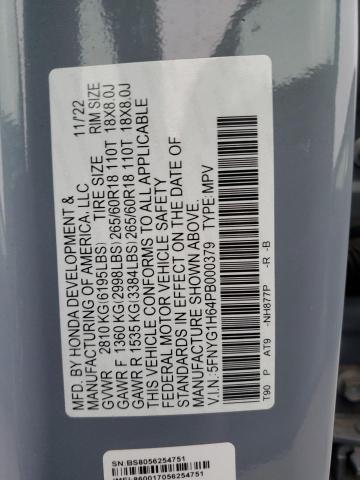 MFD. BY HONDA DEVELOPMENT &
MANUFACTURING OF AMERICA, LLC. 11/22
TIRE SIZE RIM SIZE
GVWR 2810 KG(6195LBS)
GAWR F 1360 KG(2998LBS) 265/60R18 110T 18X8.0J
GAWR R 1535 KG(3384LBS) 265/60R18 110T 18X8.0J
THIS VEHICLE CONFORMS TO ALL APPLICABLE
FEDERAL MOTOR VEHICLE SAFETY
STANDARDS IN EFFECT ON THE DATE OF
MANUFACTURE SHOWN ABOVE.
V.I.N.:5FNYG1H64PB000379 TYPE:MPV
T90 P AT9 -NH877P -R -B
SN:BS8056254751
IMEI:860017056254751